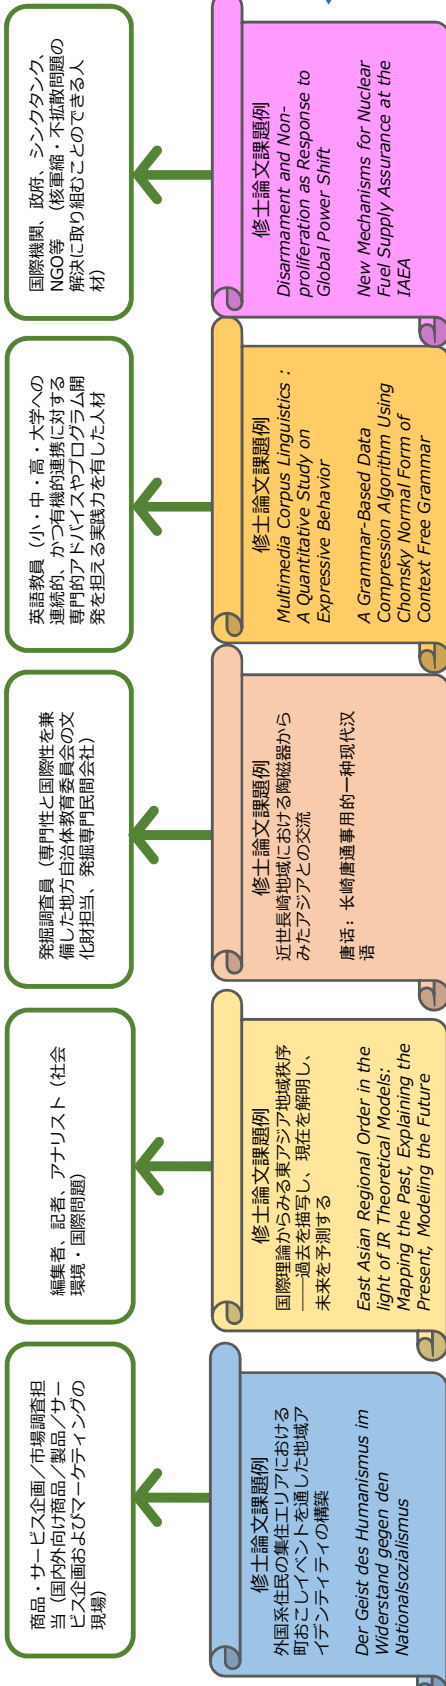 商品・サービス企画／市場調査担
当（国内外向け商品／製品／サー
ビス企画およびマーケティングの
現場）
編集者、記者、アナリスト（社会
環境・国際問題）
発掘調査員（専門性と国際性を兼
備した地方自治体教育委員会の文
化財担当、発掘専門民間会社）
英語教員（小・中・高・大学への
連続的、かつ有機的連携に対する
専門的アドバイスやプログラム開
発を担える実践力を有した人材
国際機関、政府、シンクタンク、
NGO等　（核軍縮・不拡散問題の
解決に取り組むことのできる人
材）
修士論文課題例
外国系住民の集住エリアにおける
町おこしイベントを通した地域ア
イデンティティの構築
Der Geist des Humanismus im
Widerstand gegen den
Nationalsozialismus
修士論文課題例
国際理論からみる東アジア地域秩序
――過去を描写し、現在を解明し、
未来を予測する
East Asian Regional Order in the
light of IR Theoretical Models:
Mapping the Past, Explaining the
Present, Modeling the Future
修士論文課題例
近世長崎地域における陶磁器から
みたアジアとの交流
唐话：长崎唐通事用的一种现代汉
语
修士論文課題例
Multimedia Corpus Linguistics :
A Quantitative Study on
Expressive Behavior
A Grammar-Based Data
Compression Algorithm Using
Chomsky Normal Form of
Context Free Grammar
修士論文課題例
Disarmament and Non-
proliferation as Response to
Global Power Shift
New Mechanisms for Nuclear
Fuel Supply Assurance at the
IAEA